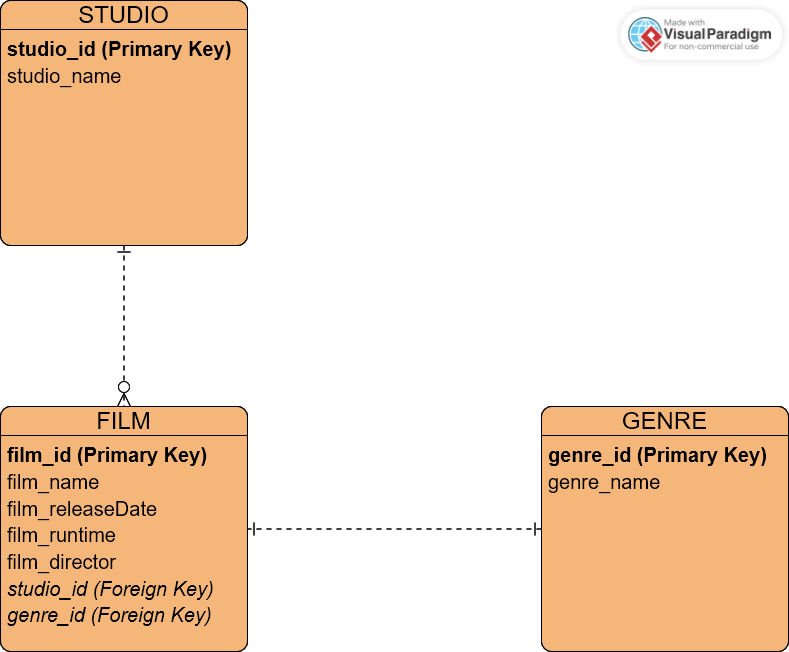 STUDIO
studio_id (Primary Key)
studio_name
Made with
Visual Paradigm
For non-commercial use
FILM
film_id (Primary Key)
film_name
film_releaseDate
film_runtime
film_director
studio_id (Foreign Key)
genre_id (Foreign Key)
GENRE
genre_id (Primary Key)
genre_name